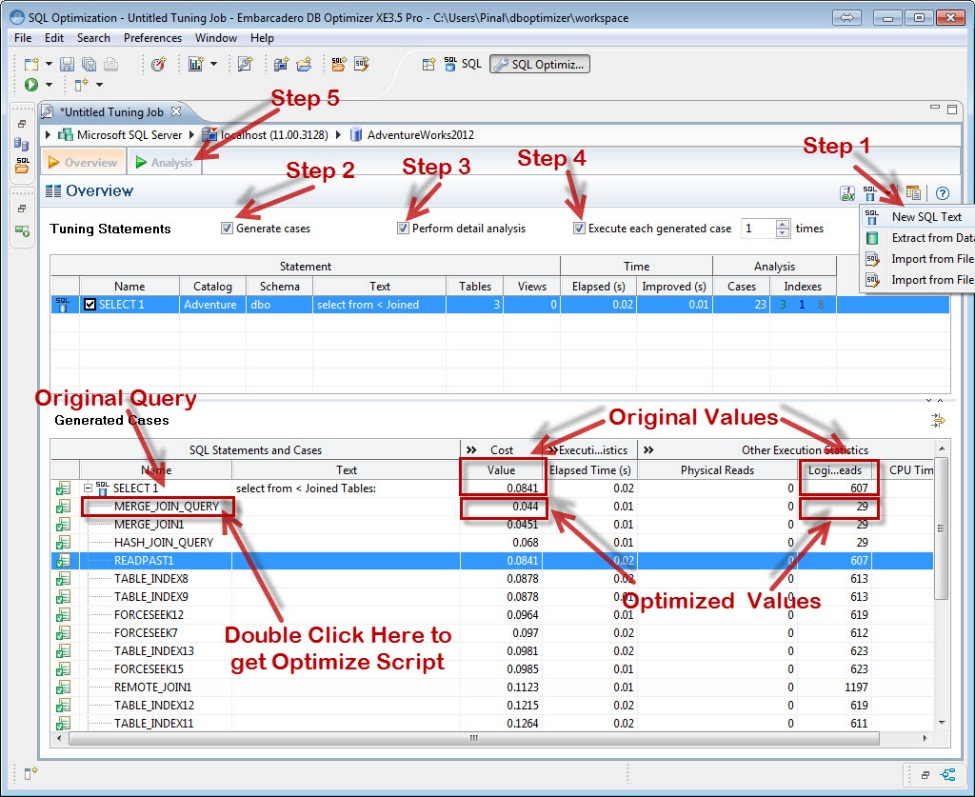 SQL Optimization - Untitled Tuning Job - Embarcadero DB Optimizer XE3.5 Pro - C:\Users\Pinal\dboptimizer\workspace
File Edit Search Preferences Window Help
SQL SQL Optimiz...
*Untitled Tuning Job
Step 5
Microsoft SQL Server localhost (11.00.3128) AdventureWorks2012
Overview Analysis
Step 1
Step 2 Step 3 Step 4
Overview
New SQL Text
Extract from Data
Import from File
Import from File
Tuning Statements Generate cases Perform detail analysis Execute each generated case 1 times
Statement Time Analysis
Name Catalog Schema Text Tables Views Elapsed (s) Improved (s) Cases Indexes
SELECT 1 Adventure dbo select from < Joined 3 0 0.02 0.01 23 3 1 8
Original Query
Original Values
Generated Cases
SQL Statements and Cases Cost Executi...istics Other Execution Statistics
Name Text Value Elapsed Time (s) Physical Reads Logi...eads CPU Tim
SELECT 1 select from < Joined Tables: 0.0841 0.02 0 607
MERGE_JOIN_QUERY 0.044 0.01 0 29
MERGE_JOIN1 0.0451 0.01 0 29
HASH_JOIN_QUERY 0.068 0.01 0 29
READPAST1 0.0841 0.02 0 607
TABLE_INDEX8 0.0878 0.02 0 613
TABLE_INDEX9 0.0878 0.01 0 613
Optimized Values
FORCESEEK12 0.0964 0.01 0 619
FORCESEEK7 0.097 0.02 0 612
Double Click Here to
get Optimize Script
TABLE_INDEX13 0.0981 0.02 0 623
FORCESEEK15 0.0985 0.01 0 623
REMOTE_JOIN1 0.1123 0.01 0 1197
TABLE_INDEX12 0.1215 0.02 0 619
TABLE_INDEX11 0.1264 0.02 0 611